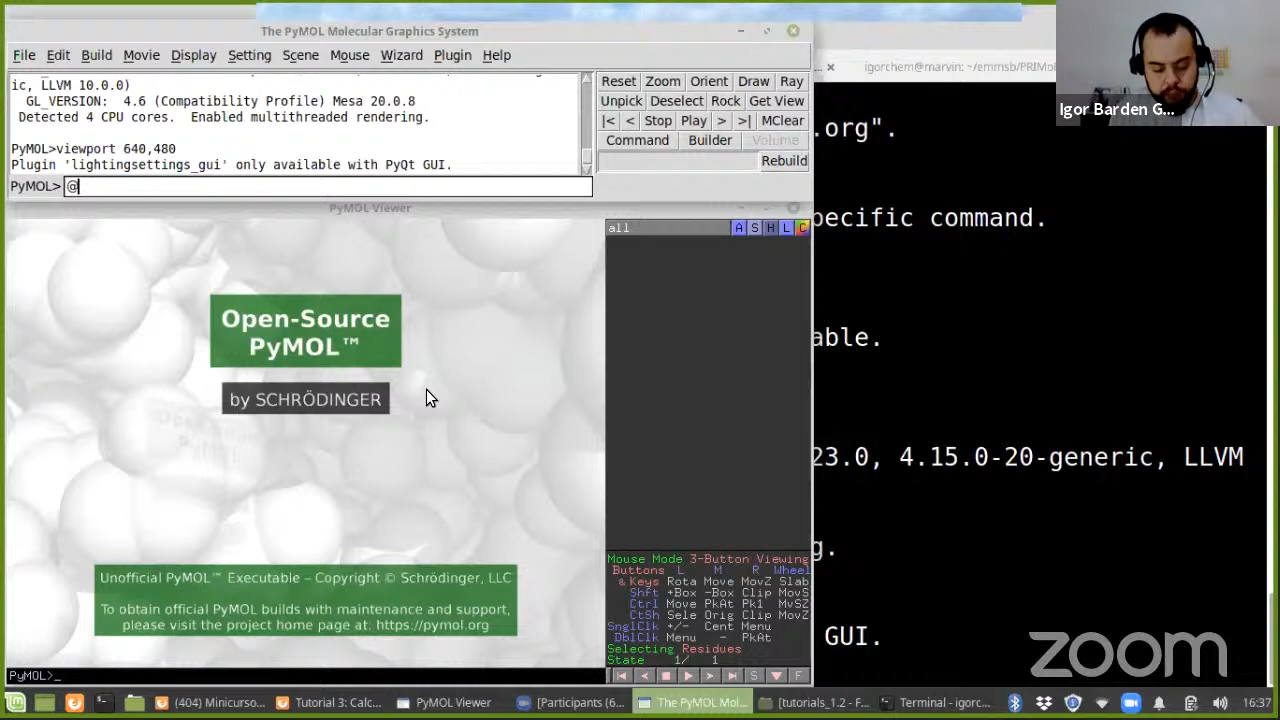 The PyMOL Molecular Graphics System
File Edit Build Movie Display Setting Scene Mouse Wizard Plugin Help
ic, LLVM 10.0.0)
GL_VERSION: 4.6 (Compatibility Profile) Mesa 20.0.8
Detected 4 CPU cores. Enabled multithreaded rendering.
PyMOL>viewport 640,480
Plugin 'lightingsettings_gui' only available with PyQt GUI.
PyMOL> @
Reset Zoom Orient Draw Ray
Unpick Deselect Rock Get View
|< < Stop Play > >| MClear
Command Builder Volume
Rebuild
igorchem@marvin: ~/emmsb/PRIMoR
Igor Barden G...
.org".
pecific command.
able.
23.0, 4.15.0-20-generic, LLVM
g.
GUI.
PyMOL Viewer
all A S H L C
Open-Source
PyMOL™
by SCHRÖDINGER
Unofficial PyMOL™ Executable – Copyright © Schrödinger, LLC
To obtain official PyMOL builds with maintenance and support,
please visit the project home page at: https://pymol.org
Mouse Mode 3-Button Viewing
Buttons L M R Wheel
& Keys Rota Move MovZ Slab
Shft +Box -Box Clip MovS
Ctrl Move PkAt Pk1 MvSZ
CtSh Sele Orig Clip MovZ
SnglClk +/- Cent Menu
DblClk Menu - PkAt
Selecting Residues
State 1/ 1
PyMOL>_
S F
zoom
(404) Minicurso... Tutorial 3: Calc... PyMOL Viewer [Participants (6... The PyMOL Mol... [tutorials_1.2 – F... Terminal – igorc... 16:37